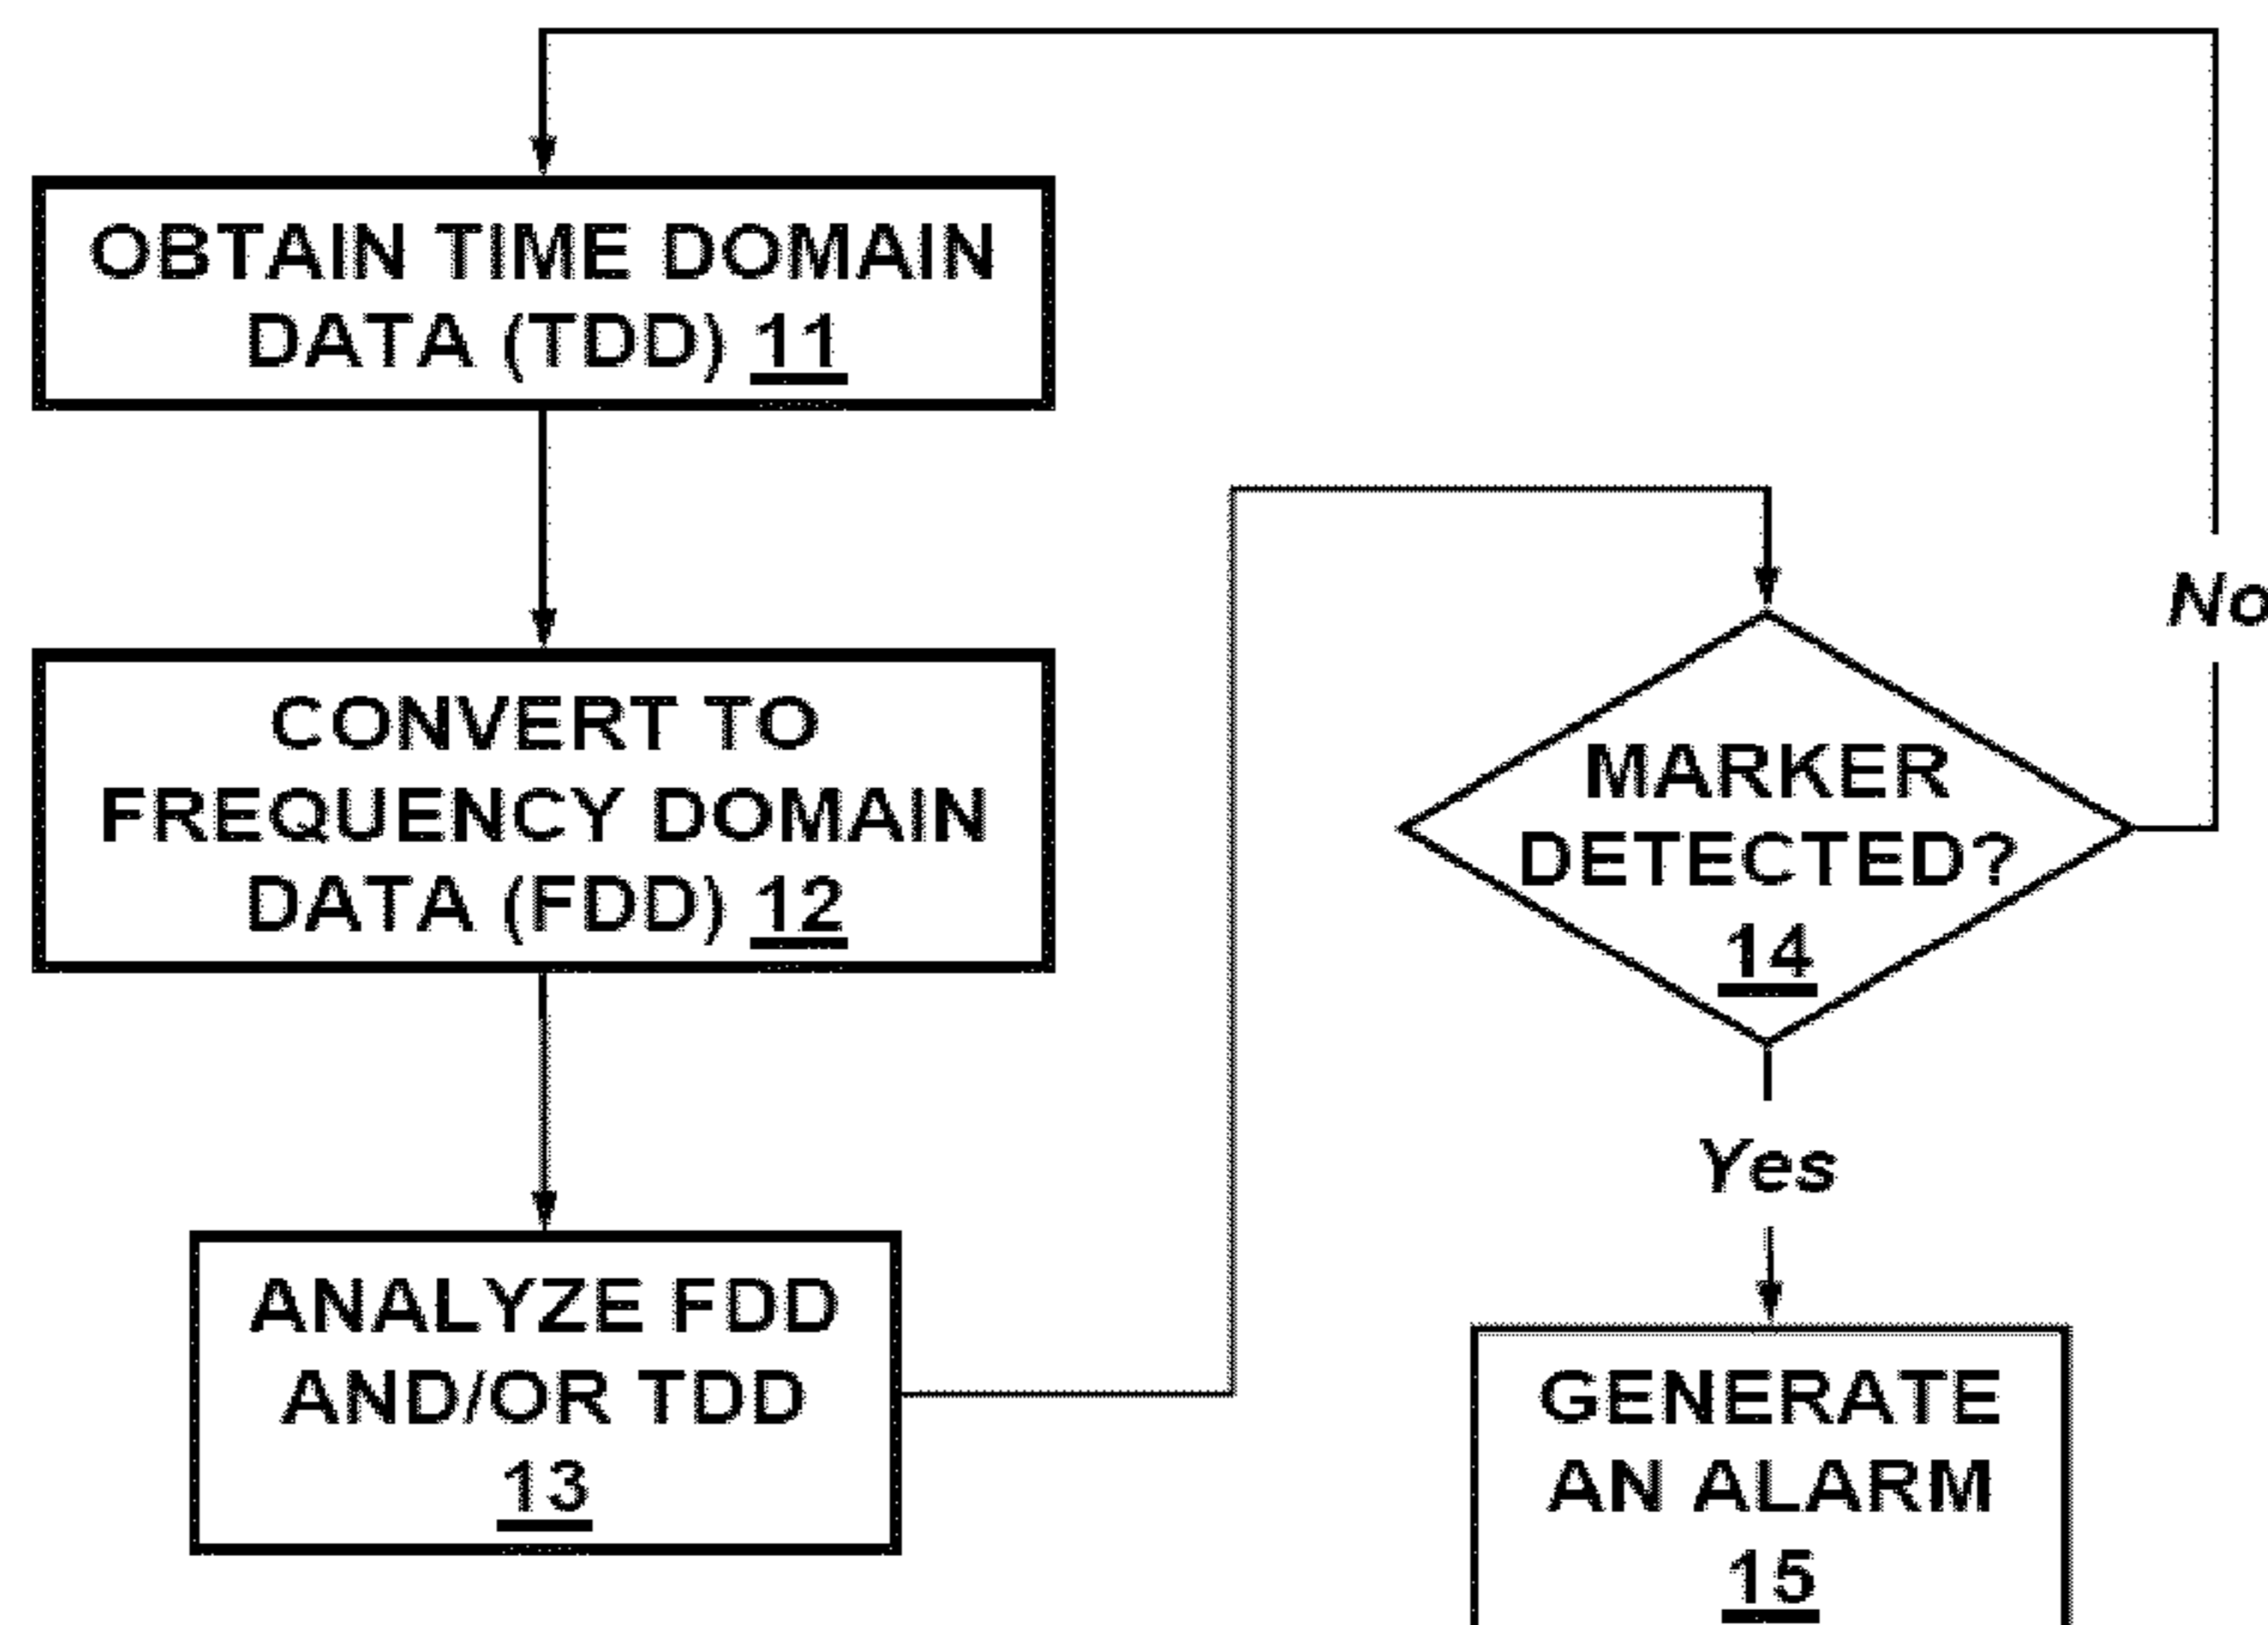 OBTAIN TIME DOMAIN
DATA (TDD) 11
CONVERT TO
FREQUENCY DOMAIN
DATA (FDD) 12
ANALYZE FDD
AND/OR TDD
13
MARKER
DETECTED?
14
No
Yes
GENERATE
AN ALARM
15